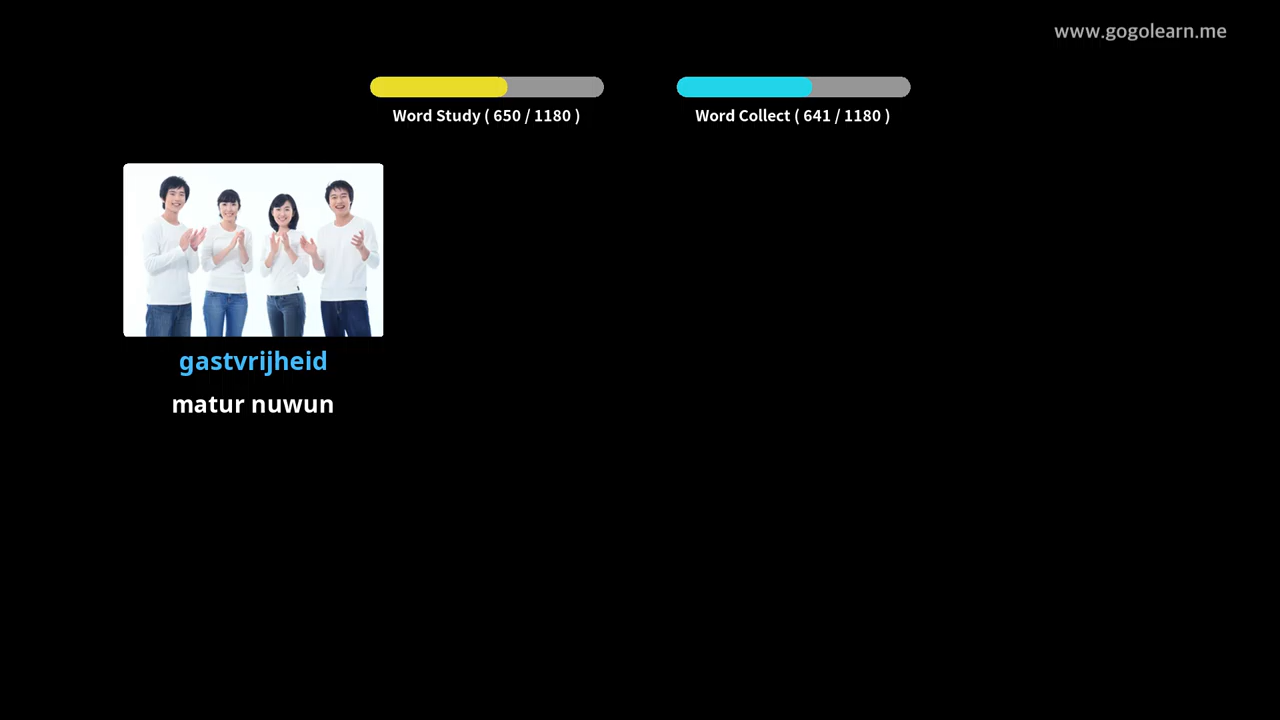 www.gogolearn.me
Word Study ( 650 / 1180 )
Word Collect ( 641 / 1180 )
gastvrijheid
matur nuwun